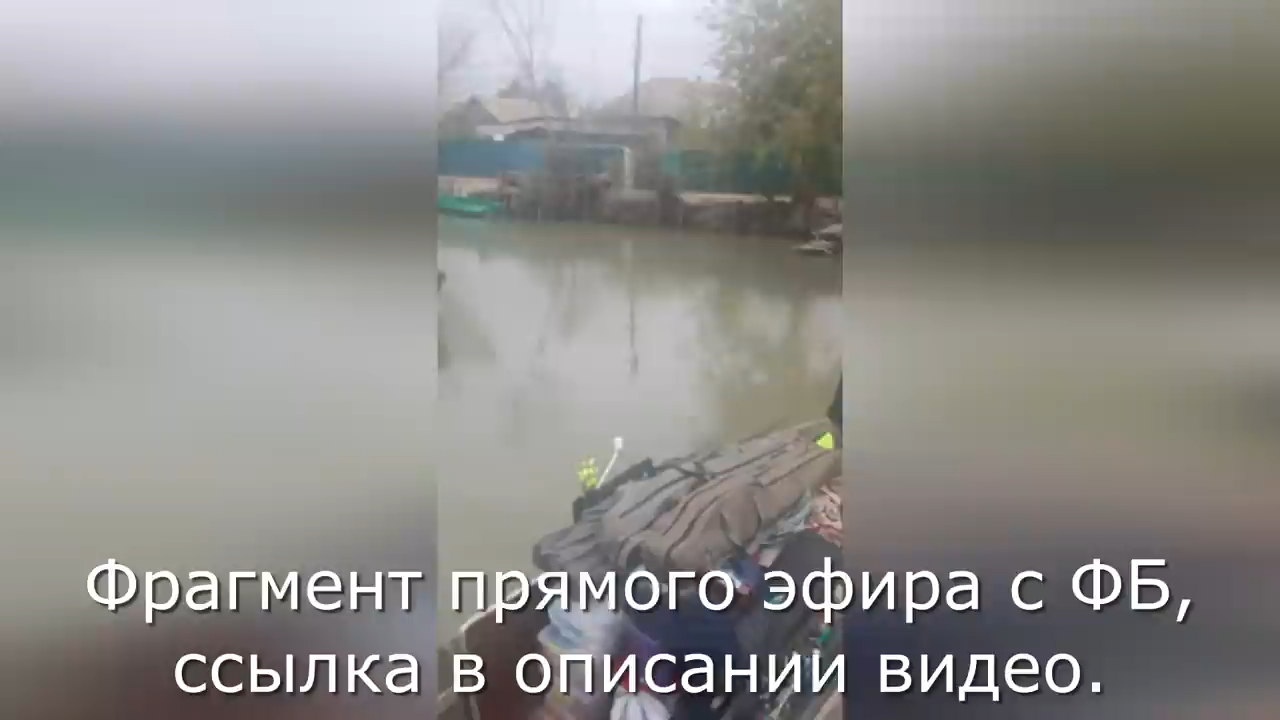 Фрагмент прямого эфира с ФБ,
ссылка в описании видео.